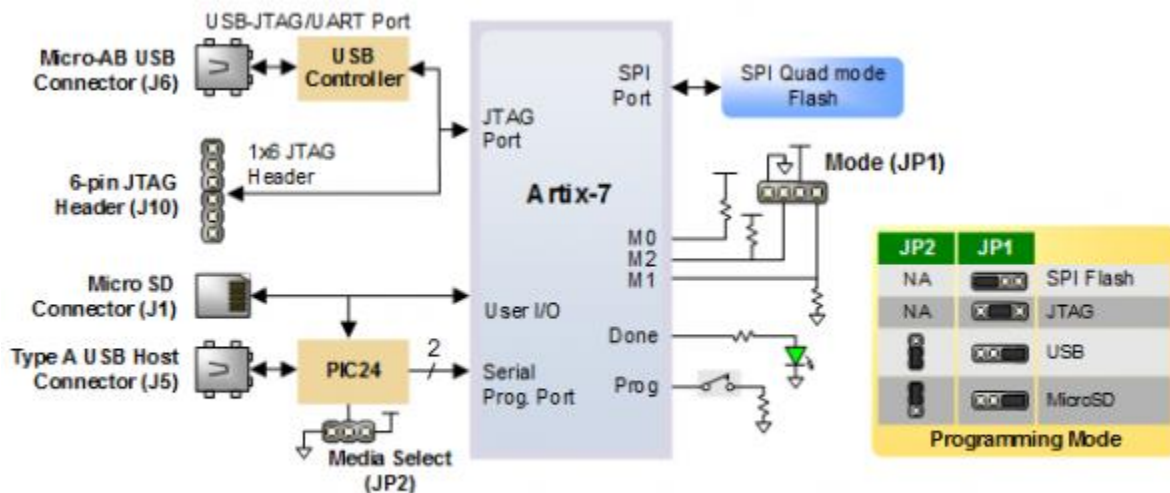 USB-JTAG/UART Port
Micro-AB USB
Connector (J6)
USB
Controller
JTAG
Port
1x6 JTAG
Header
6-pin JTAG
Header (J10)
Micro SD
Connector (J1)
User I/O
Type A USB Host
Connector (J5)
PIC24
2
Serial
Prog. Port
Media Select
(JP2)
Artix-7
SPI
Port
SPI Quad mode
Flash
Mode (JP1)
M0
M2
M1
Done
Prog
JP2 JP1
NA SPI Flash
NA JTAG
USB
MicroSD
Programming Mode